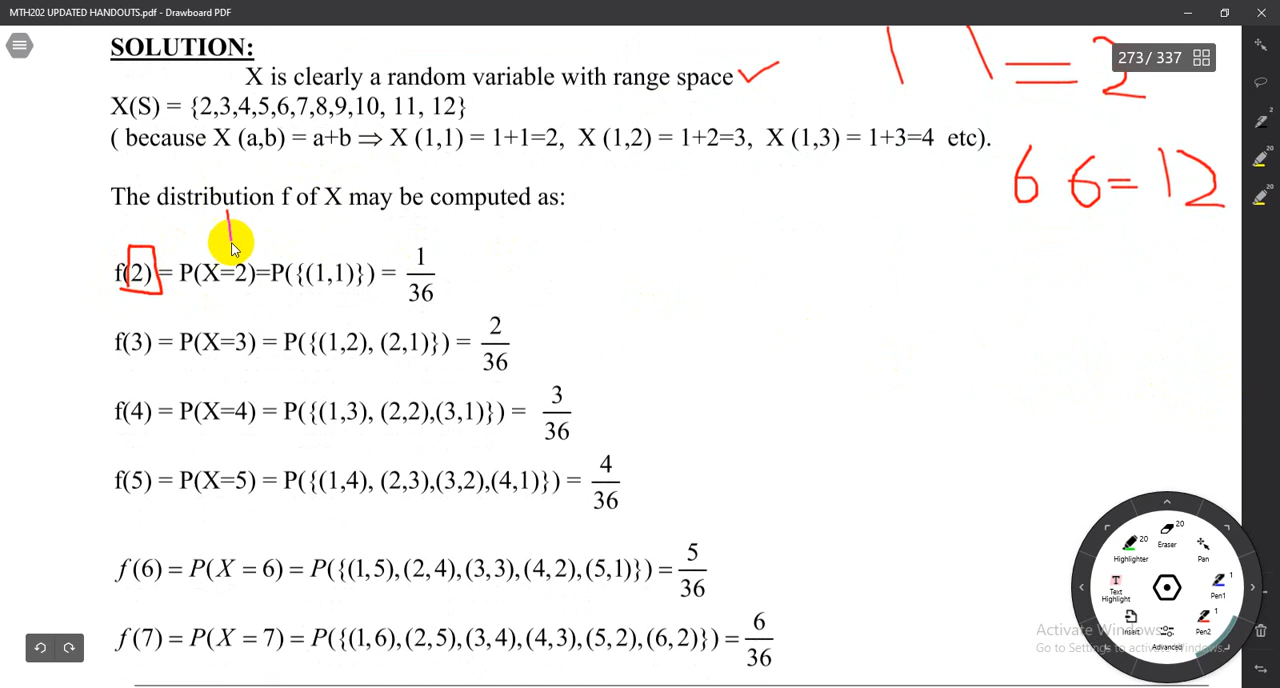 MTH202 UPDATED HANDOUTS.pdf - Drawboard PDF
273 / 337
SOLUTION:
X is clearly a random variable with range space
X(S) = {2,3,4,5,6,7,8,9,10, 11, 12}
( because X (a,b) = a+b ⇒ X (1,1) = 1+1=2, X (1,2) = 1+2=3, X (1,3) = 1+3=4 etc).
1 1 = 2
6 6 = 12
The distribution f of X may be computed as:
f(2) = P(X=2)=P({(1,1)}) = 1/36
f(3) = P(X=3) = P({(1,2), (2,1)}) = 2/36
f(4) = P(X=4) = P({(1,3), (2,2),(3,1)}) = 3/36
f(5) = P(X=5) = P({(1,4), (2,3),(3,2),(4,1)}) = 4/36
f(6) = P(X = 6) = P({(1,5),(2,4),(3,3),(4,2),(5,1)}) = 5/36
f(7) = P(X = 7) = P({(1,6),(2,5),(3,4),(4,3),(5,2),(6,2)}) = 6/36
2
20
20
20
Eraser
20
Highlighter
Pan
T
Text
Highlight
1
Pen1
Insert
1
Pen2
Advanced
Activate Windows
Go to Settings to activate Windows.